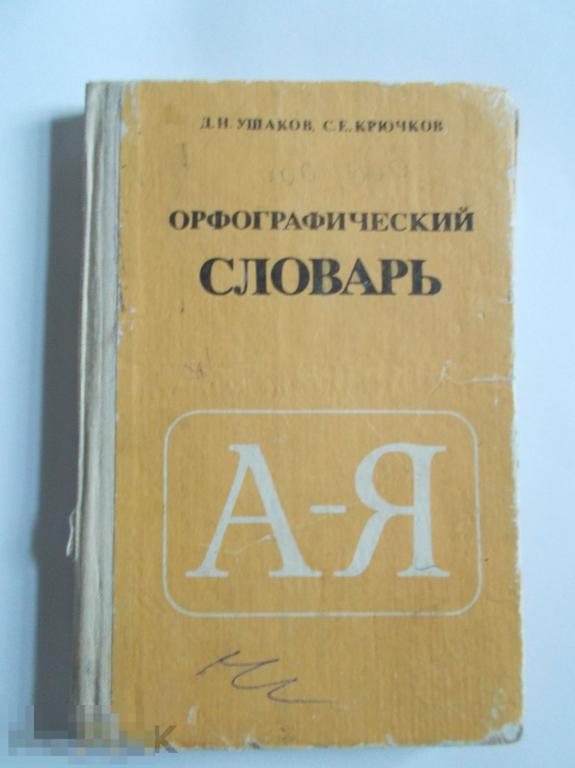 Д.Н. УШАКОВ, С.Е. КРЮЧКОВ
ОРФОГРАФИЧЕСКИЙ
СЛОВАРЬ
А-Я